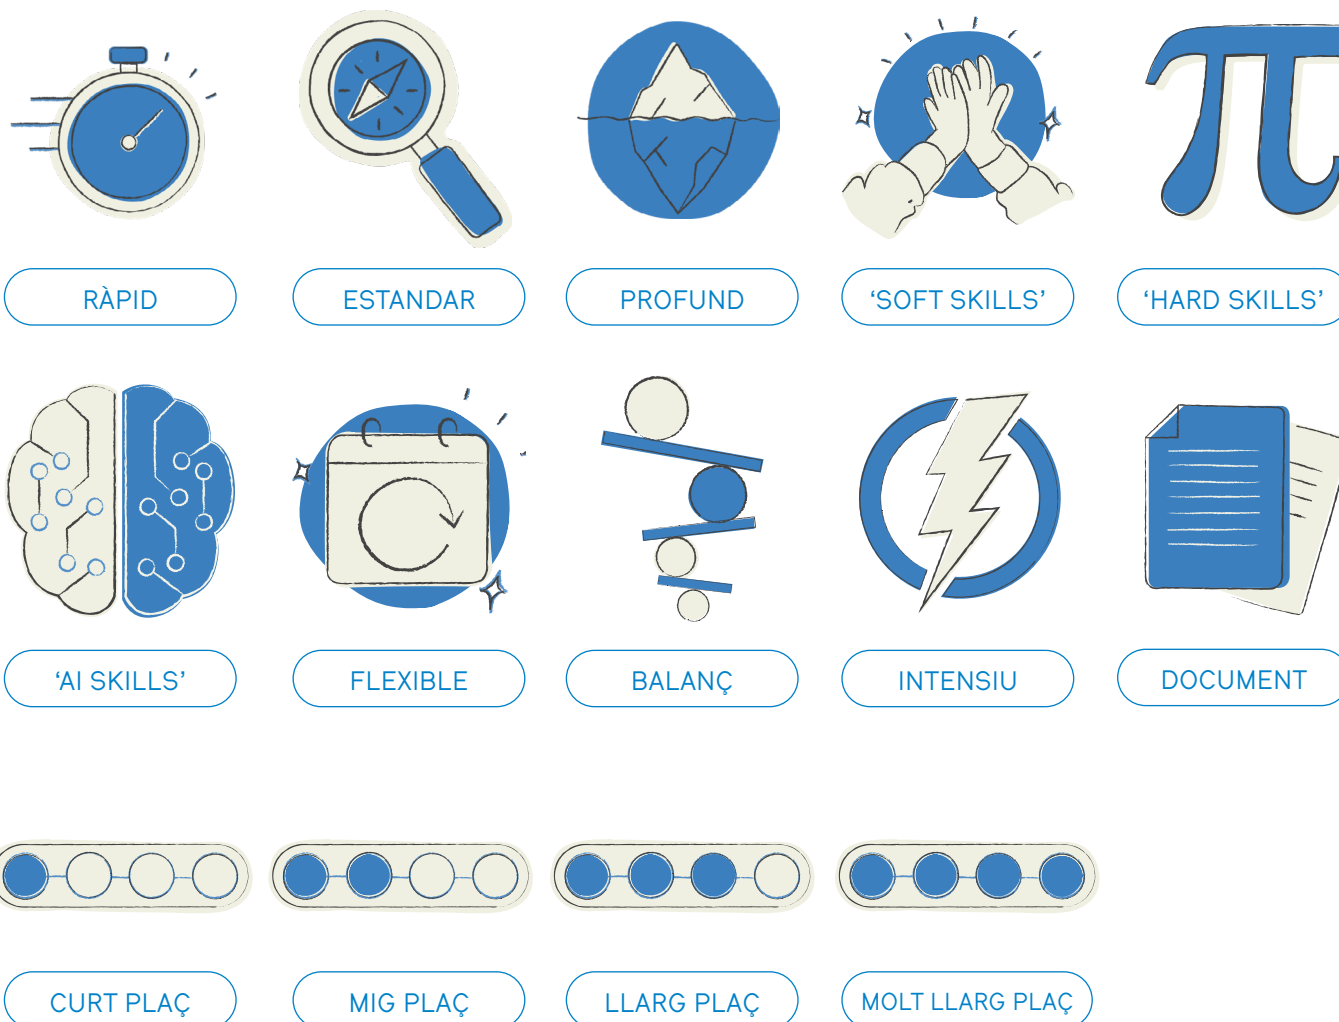 RÀPID
ESTANDAR
PROFUND
‘SOFT SKILLS’
‘HARD SKILLS’
‘AI SKILLS’
FLEXIBLE
BALANÇ
INTENSIU
DOCUMENT
CURT PLAÇ
MIG PLAÇ
LLARG PLAÇ
MOLT LLARG PLAÇ